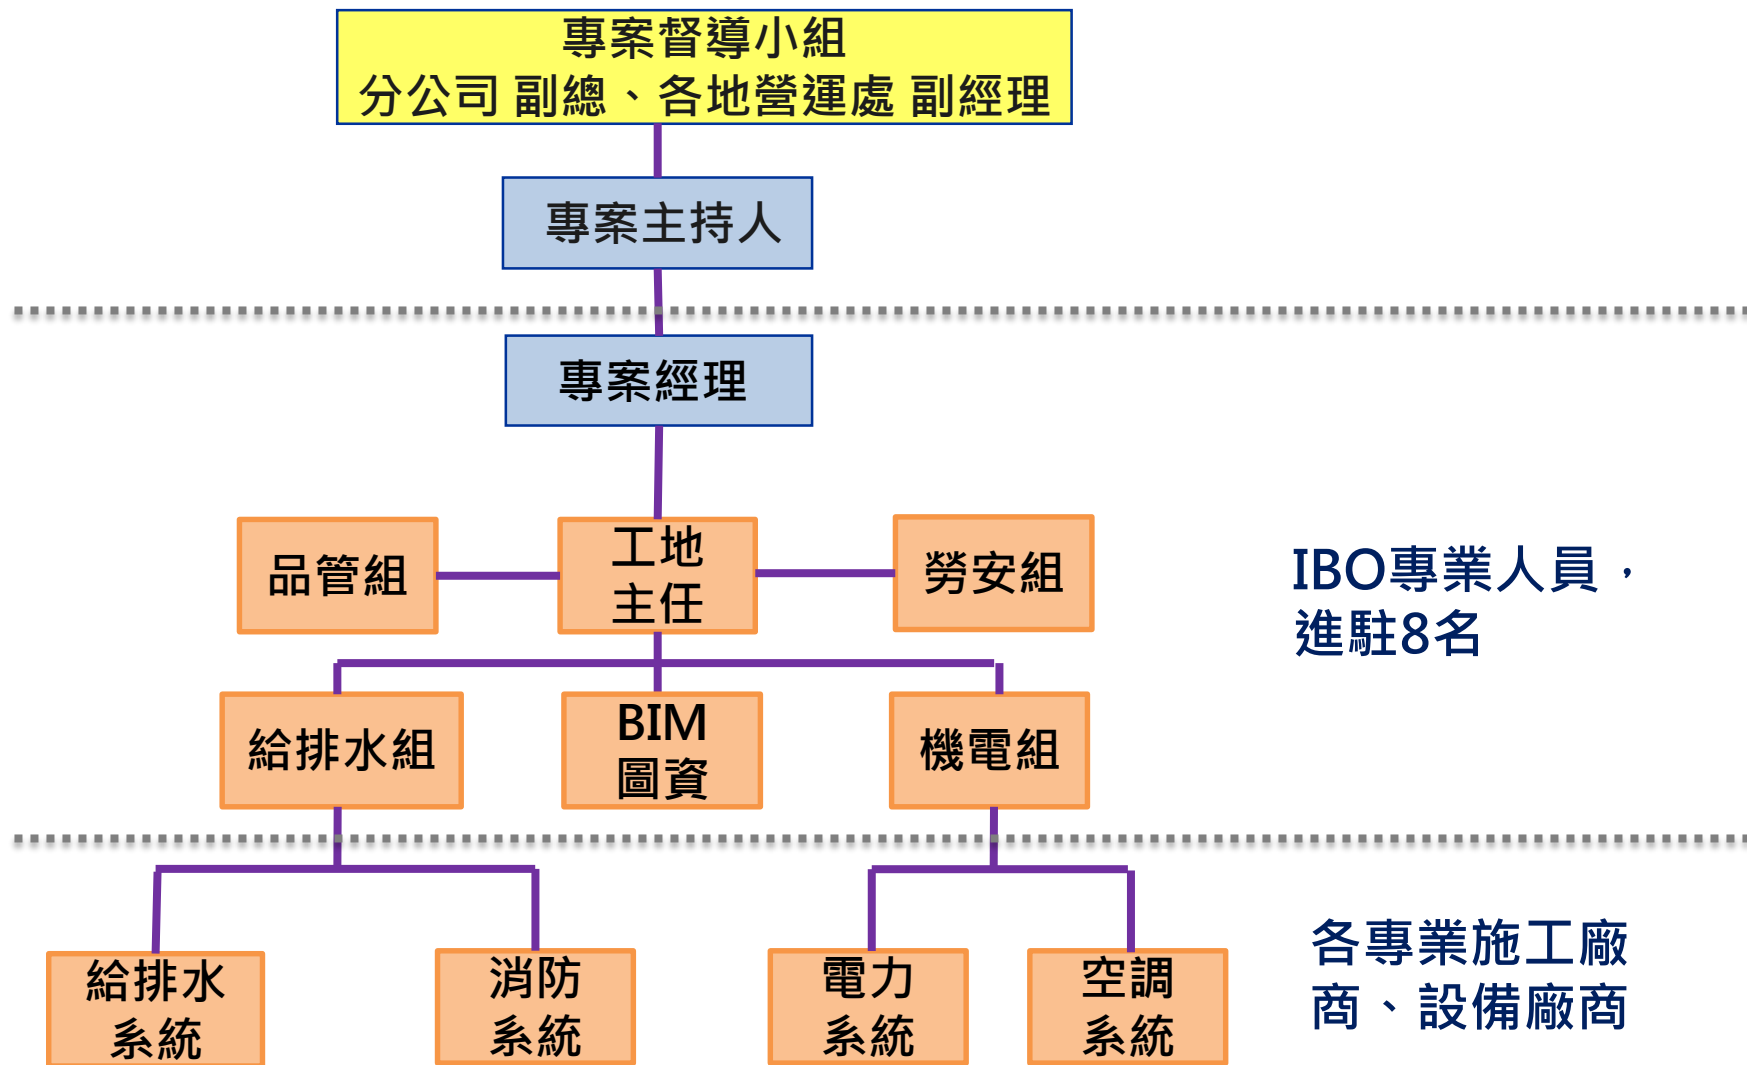 專案督導小組
分公司 副總、各地營運處 副經理
專案主持人
專案經理
品管組
工地
主任
勞安組
IBO專業人員，
進駐8名
給排水組
BIM
圖資
機電組
給排水
系統
消防
系統
電力
系統
空調
系統
各專業施工廠
商、設備廠商